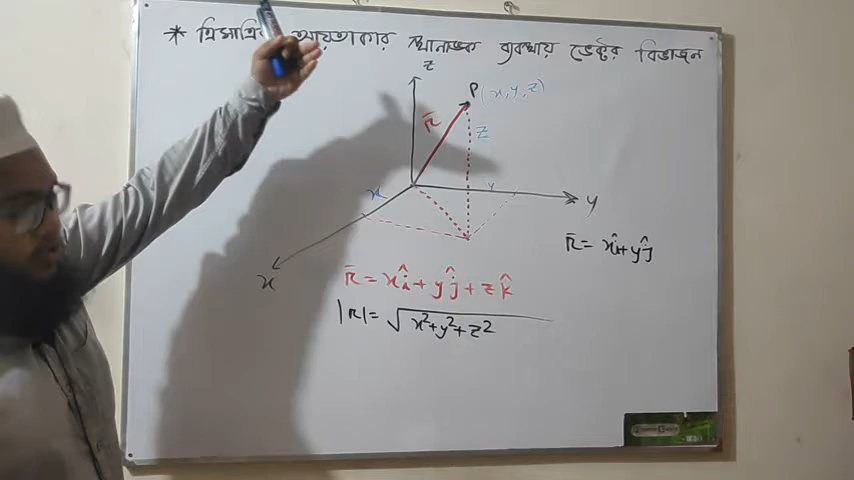 * ত্রিমাত্রিক আয়তাকার স্থানাঙ্ক ব্যবস্থায় ভেক্টর বিভাজন
z
P (x, y, z)
r̄
z
x
y
y
x
r̄ = xî + yĵ
r̄ = xî + yĵ + zk̂
|r| = √x²+y²+z²